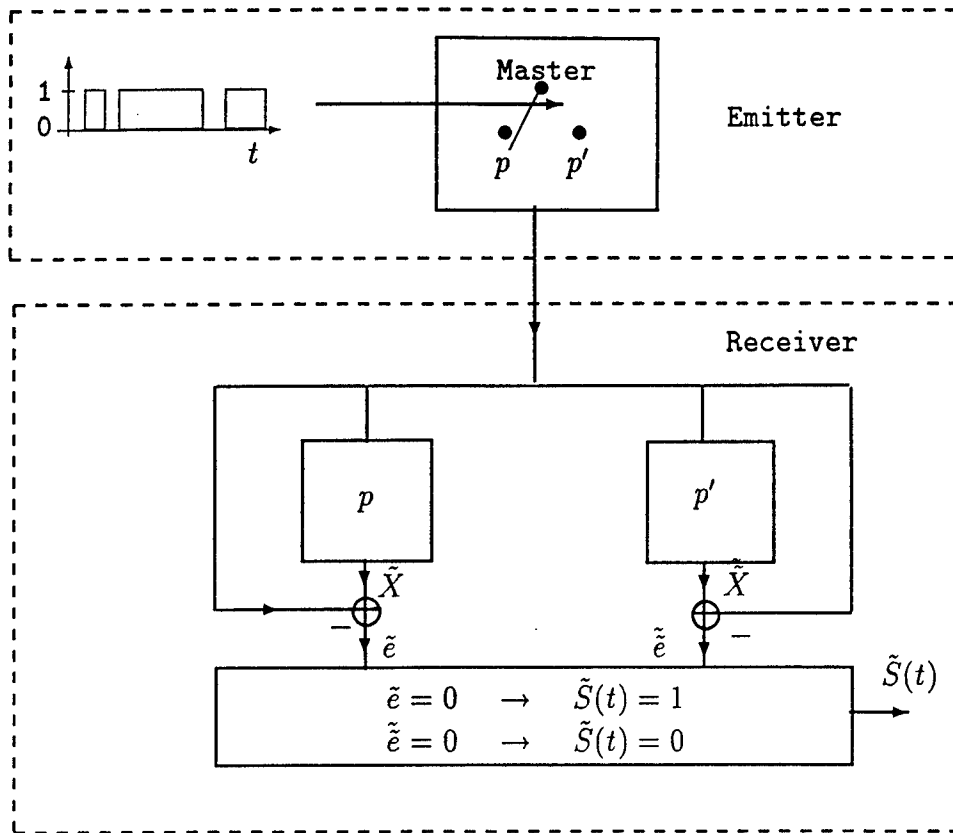 Master
1
0
t
p p′
Emitter
Receiver
p p′
X̃ X̃̃
− −
ẽ ẽ̃
ẽ = 0 → S̃(t) = 1
ẽ̃ = 0 → S̃(t) = 0
S̃(t)